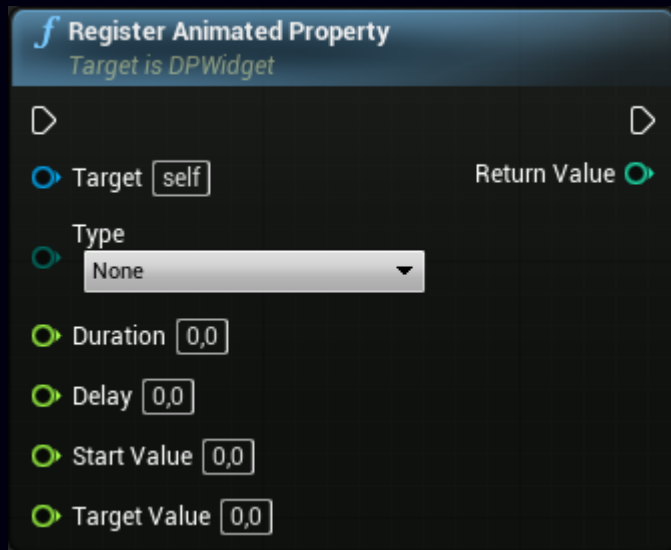 f Register Animated Property
Target is DPWidget
Target self
Return Value
Type
None
Duration 0,0
Delay 0,0
Start Value 0,0
Target Value 0,0